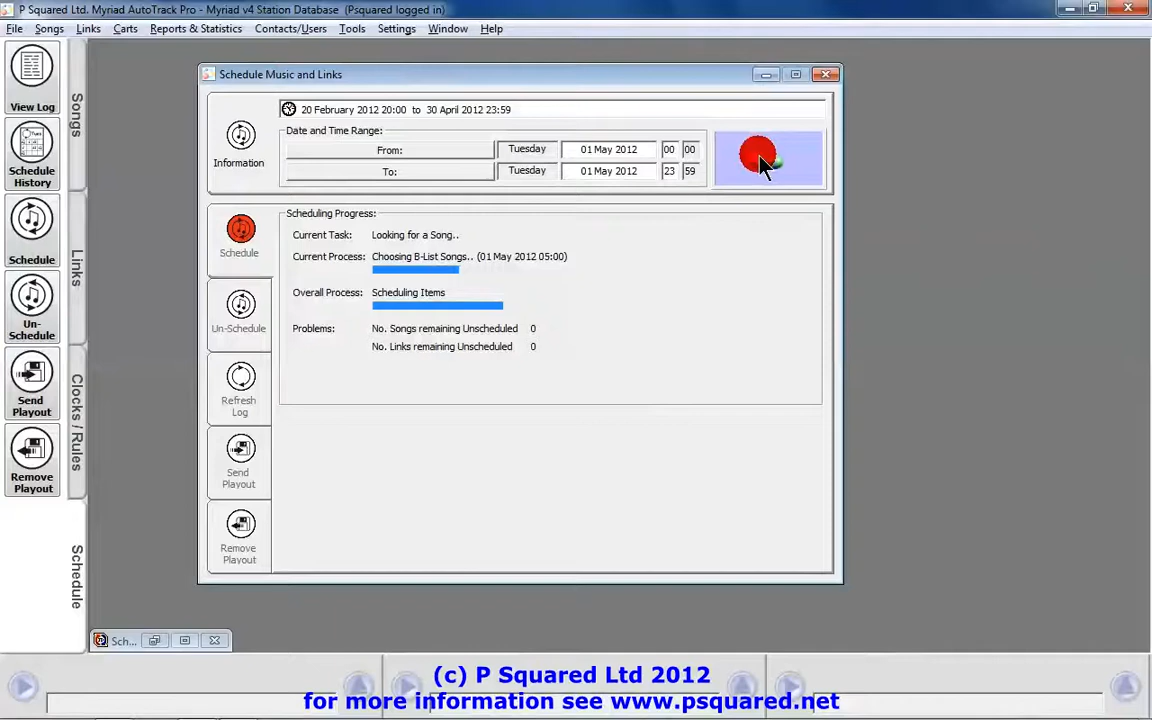 P Squared Ltd. Myriad AutoTrack Pro - Myriad v4 Station Database (Psquared logged in)
File Songs Links Carts Reports & Statistics Contacts/Users Tools Settings Window Help
View Log
Schedule History
Schedule
Un-Schedule
Send Playout
Remove Playout
Songs
Links
Clocks / Rules
Schedule
Schedule Music and Links
Information
20 February 2012 20:00 to 30 April 2012 23:59
Date and Time Range:
From: Tuesday 01 May 2012 00 00
To: Tuesday 01 May 2012 23 59
Schedule
Un-Schedule
Refresh Log
Send Playout
Remove Playout
Scheduling Progress:
Current Task: Looking for a Song..
Current Process: Choosing B-List Songs.. (01 May 2012 05:00)
Overall Process: Scheduling Items
Problems: No. Songs remaining Unscheduled 0
No. Links remaining Unscheduled 0
Sch...
(c) P Squared Ltd 2012
for more information see www.psquared.net